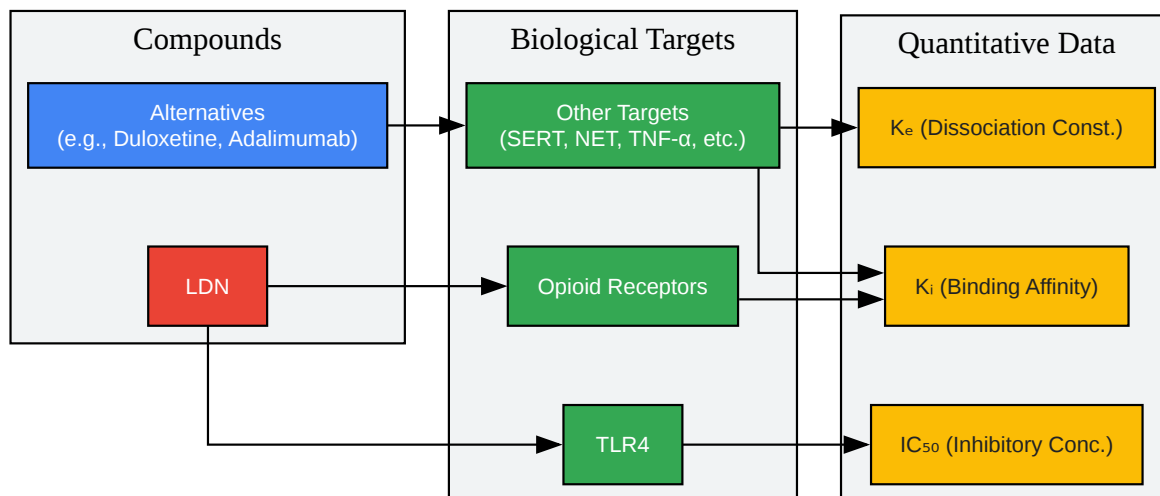 Compounds
Alternatives
(e.g., Duloxetine, Adalimumab)
LDN
Biological Targets
Other Targets
(SERT, NET, TNF-α, etc.)
Opioid Receptors
TLR4
Quantitative Data
Kₑ (Dissociation Const.)
Kᵢ (Binding Affinity)
IC₅₀ (Inhibitory Conc.)